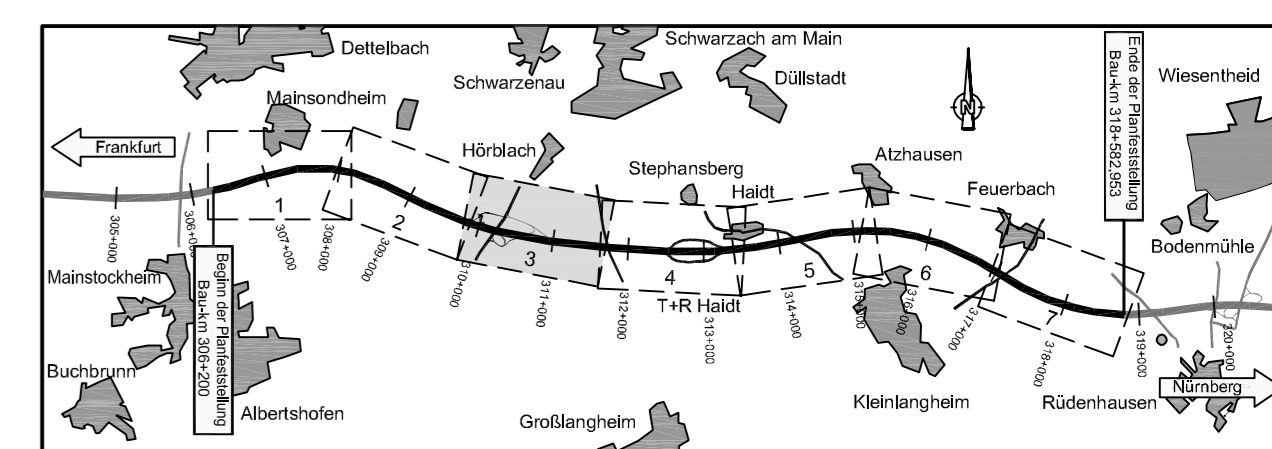 Dettelbach
Schwarzach am Main
Schwarzenau
Düllstadt
Wiesentheid
Mainsondheim
Ende der Planfeststellung
Bau-km 318+582,953
N
Frankfurt
Hörblach
Stephansberg
Atzhausen
Haidt
Feuerbach
1
2
3
4
5
6
7
T+R Haidt
Bodenmühle
305+000
306+0
307+000
308+000
309+000
310+000
311+000
312+000
313+000
314+000
315+000
316+000
317+000
318+000
319+000
320+000
Mainstockheim
Beginn der Planfeststellung
Bau-km 306+200
Buchbrunn
Albertshofen
Großlangheim
Kleinlangheim
Rüdenhausen
Nürnberg